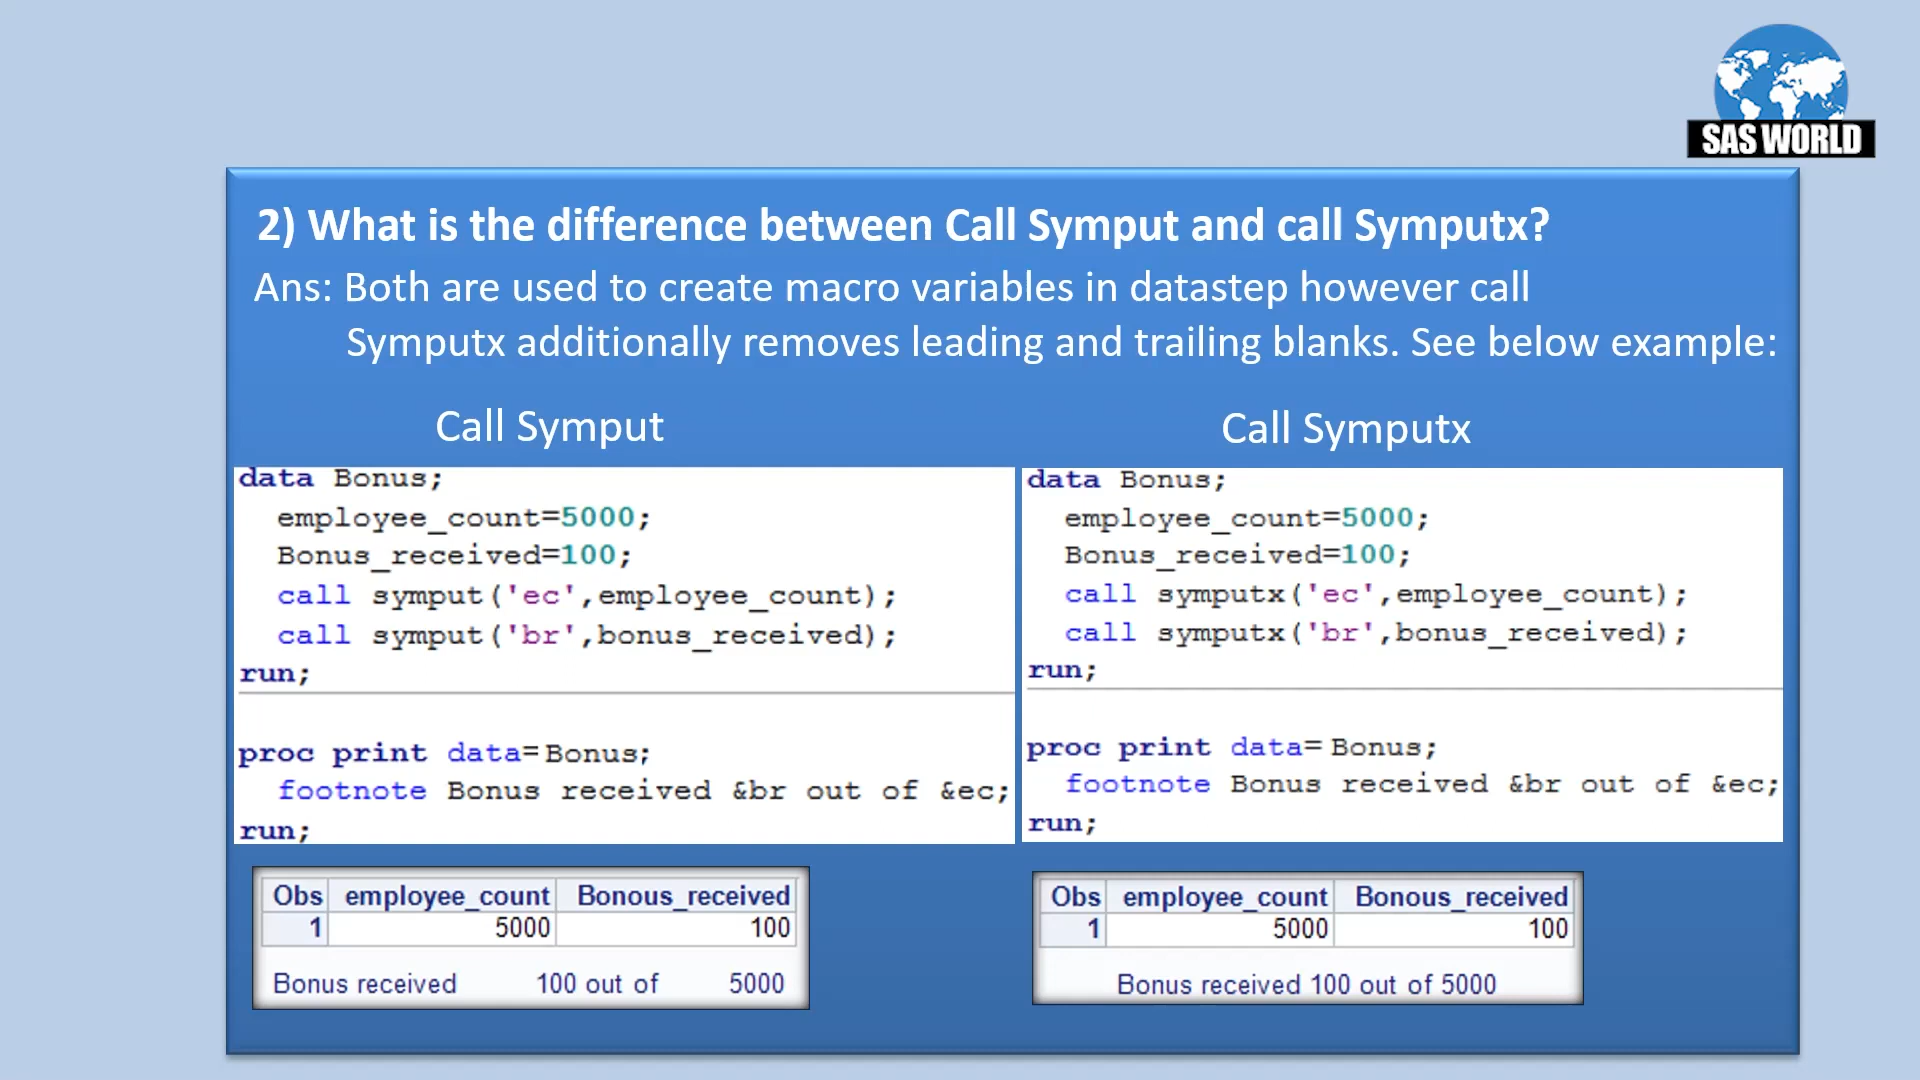 SAS WORLD
2) What is the difference between Call Symput and call Symputx?
Ans: Both are used to create macro variables in datastep however call
Symputx additionally removes leading and trailing blanks. See below example:
Call Symput
data Bonus;
employee_count=5000;
Bonus_received=100;
call symput('ec',employee_count);
call symput('br',bonus_received);
run;
proc print data=Bonus;
footnote Bonus received &br out of &ec;
run;
Obs employee_count Bonous_received
1 5000 100
Bonus received 100 out of 5000
Call Symputx
data Bonus;
employee_count=5000;
Bonus_received=100;
call symputx('ec',employee_count);
call symputx('br',bonus_received);
run;
proc print data= Bonus;
footnote Bonus received &br out of &ec;
run;
Obs employee_count Bonous_received
1 5000 100
Bonus received 100 out of 5000